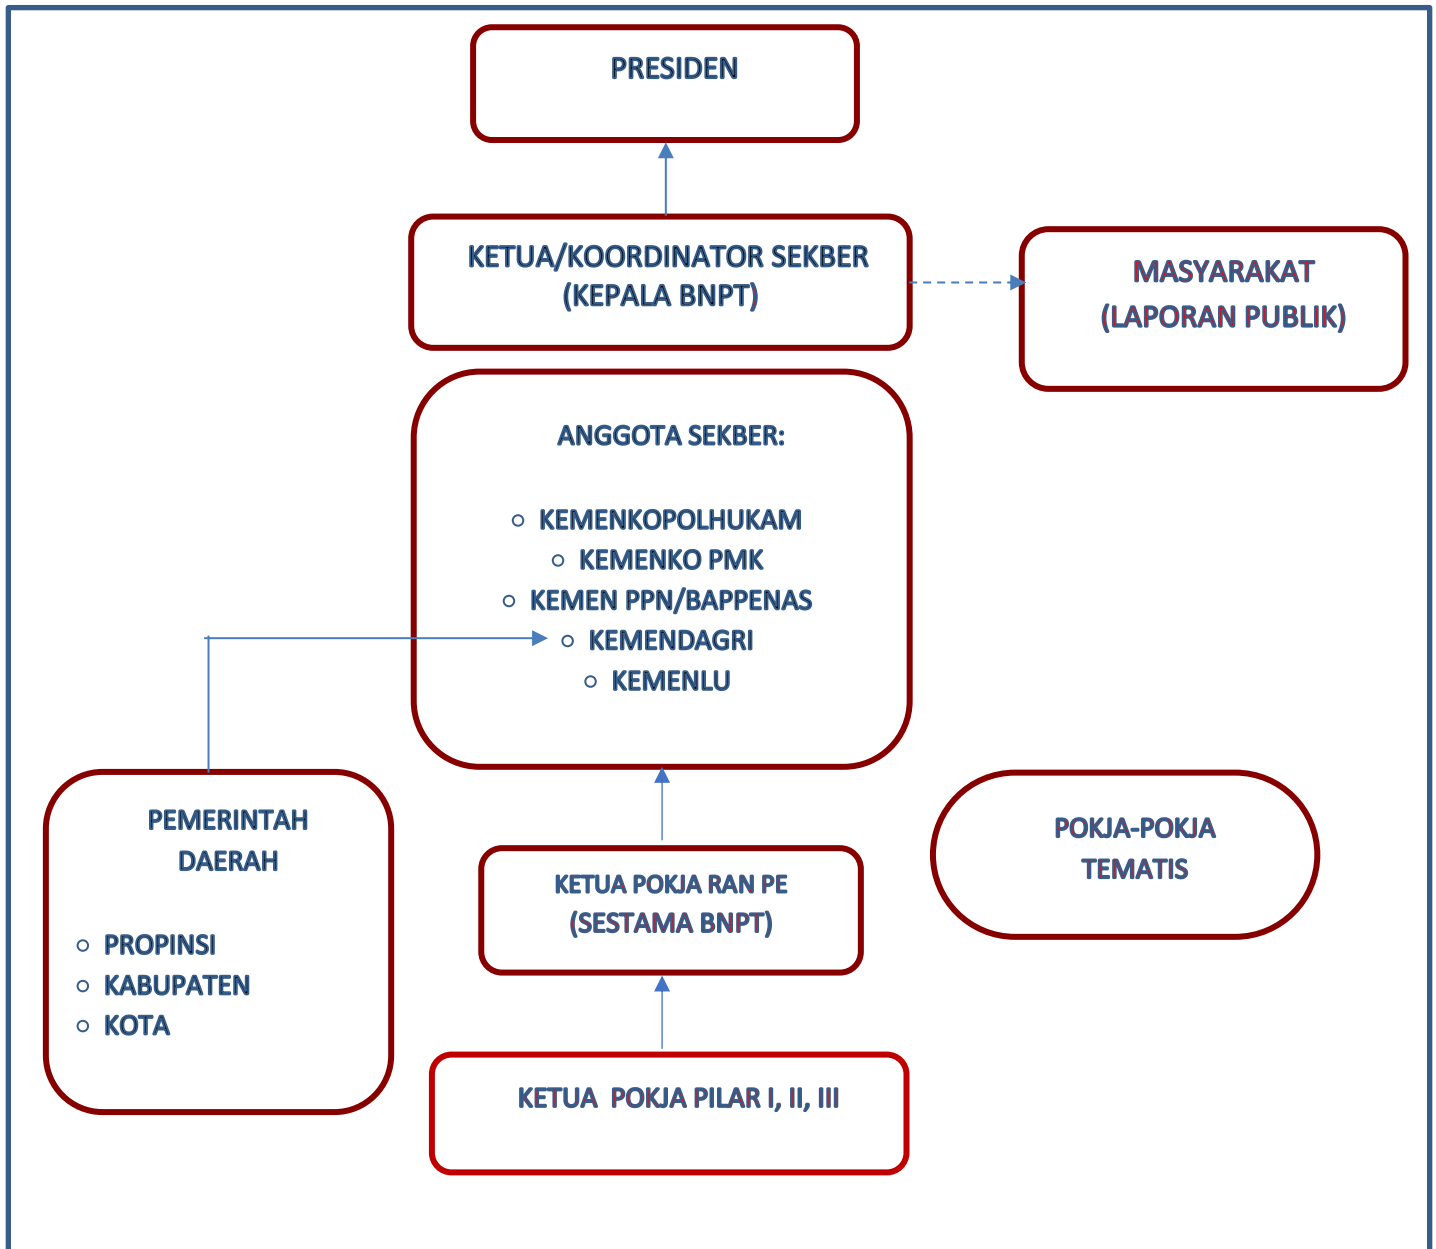 PRESIDEN
KETUA/KOORDINATOR SEKBER
(KEPALA BNPT)
MASYARAKAT
(LAPORAN PUBLIK)
ANGGOTA SEKBER:
○ KEMENKOPOLHUKAM
○ KEMENKO PMK
○ KEMEN PPN/BAPPENAS
○ KEMENDAGRI
○ KEMENLU
PEMERINTAH
DAERAH
○ PROPINSI
○ KABUPATEN
○ KOTA
KETUA POKJA RAN PE
(SESTAMA BNPT)
POKJA-POKJA
TEMATIS
KETUA  POKJA PILAR I, II, III